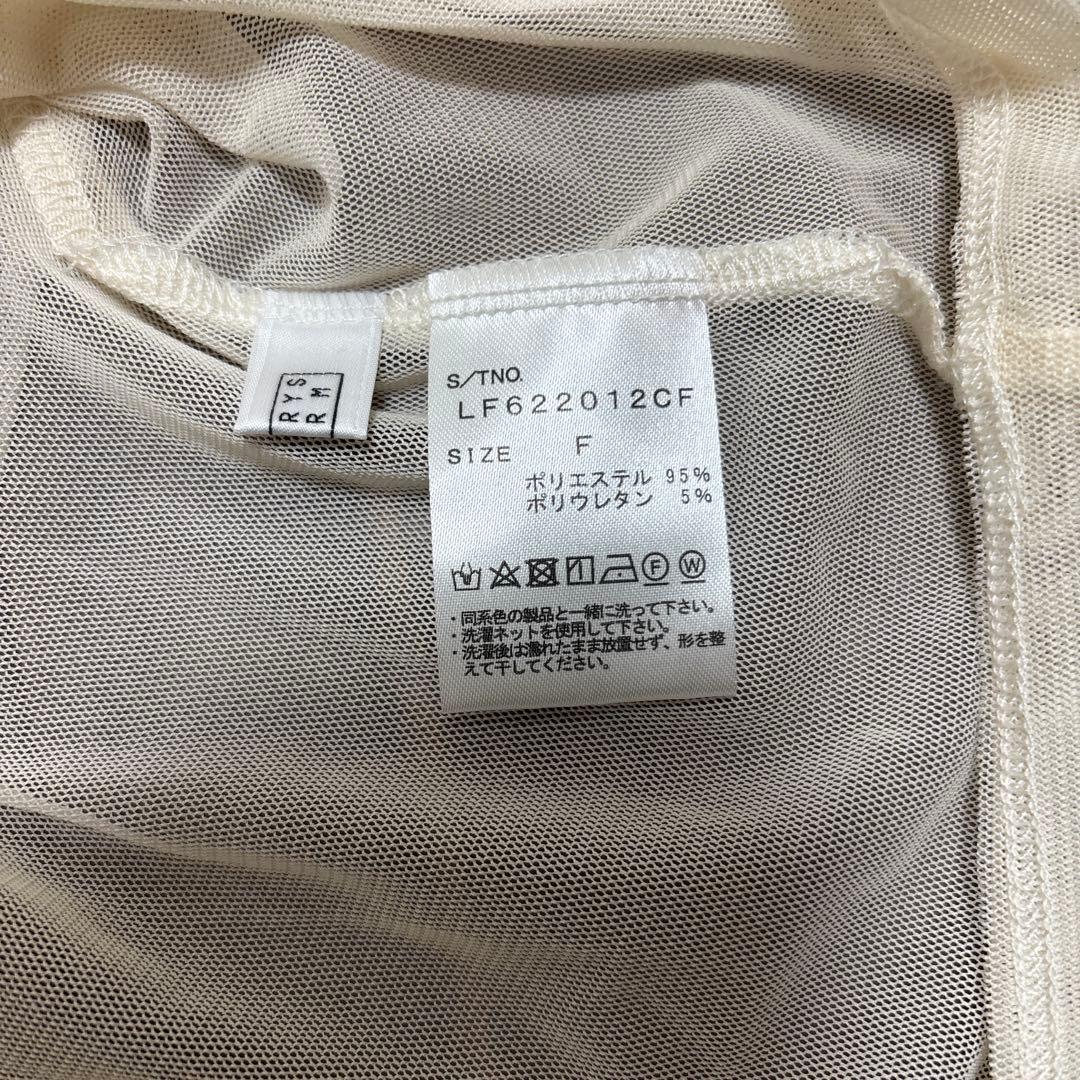 S/TNO.
LF622012CF
SIZE F
ポリエステル 95%
ポリウレタン 5%
F W
・同系色の製品と一緒に洗って下さい。
・洗濯ネットを使用して下さい。
・洗濯後は濡れたまま放置せず、形を整
えて干してください。
RYS
RM